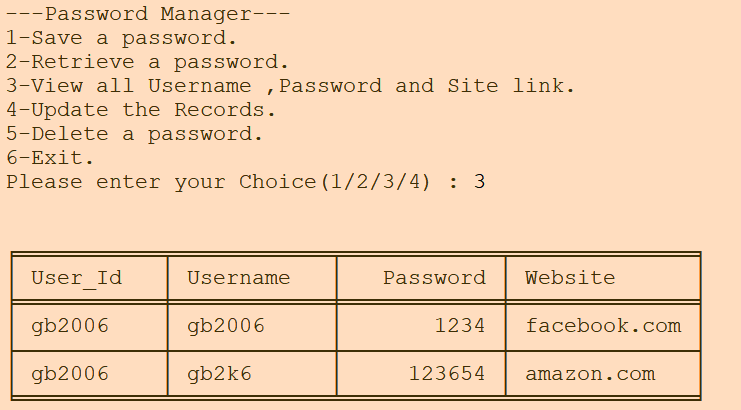 ---Password Manager---
1-Save a password.
2-Retrieve a password.
3-View all Username ,Password and Site link.
4-Update the Records.
5-Delete a password.
6-Exit.
Please enter your Choice(1/2/3/4) : 3
User_Id Username Password Website
gb2006 gb2006 1234 facebook.com
gb2006 gb2k6 123654 amazon.com